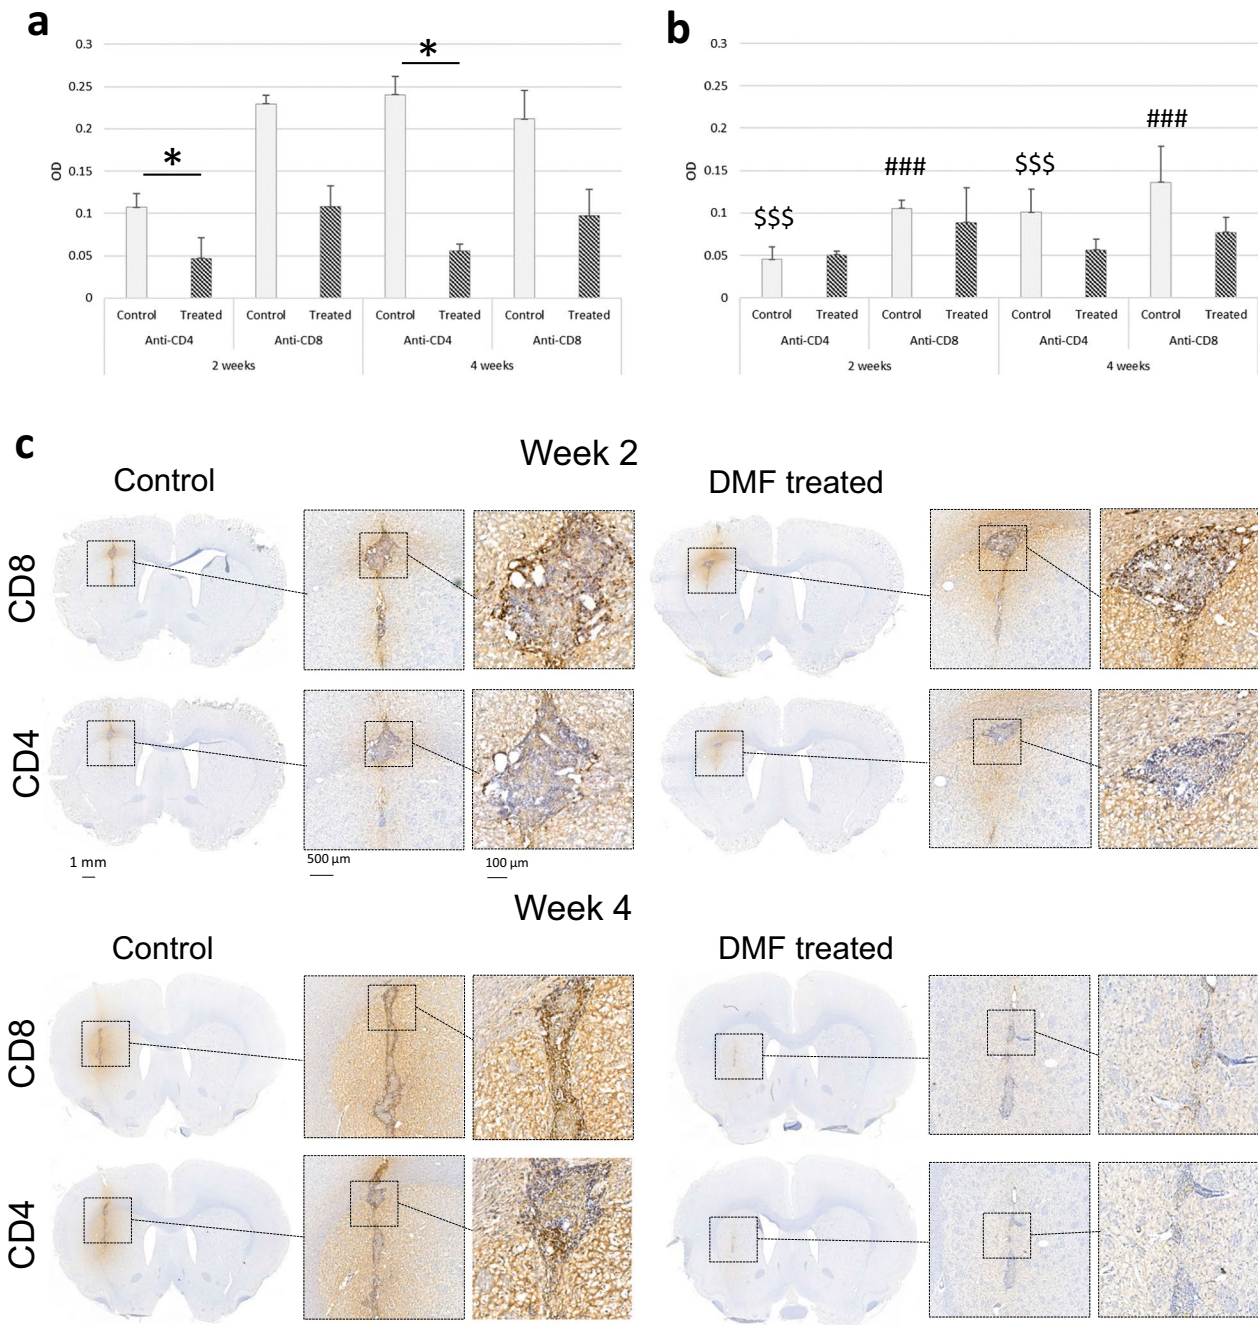 a
0.3
0.25
0.2
0.15
0.1
0.05
0
OD
*
*
Control Treated Control Treated Control Treated Control Treated
Anti-CD4 Anti-CD8 Anti-CD4 Anti-CD8
2 weeks 4 weeks
b
0.3
0.25
0.2
0.15
0.1
0.05
0
OD
$$$
###
$$$
###
Control Treated Control Treated Control Treated Control Treated
Anti-CD4 Anti-CD8 Anti-CD4 Anti-CD8
2 weeks 4 weeks
c
Week 2
Control DMF treated
CD8
CD4
1 mm 500 µm 100 µm
Week 4
Control DMF treated
CD8
CD4